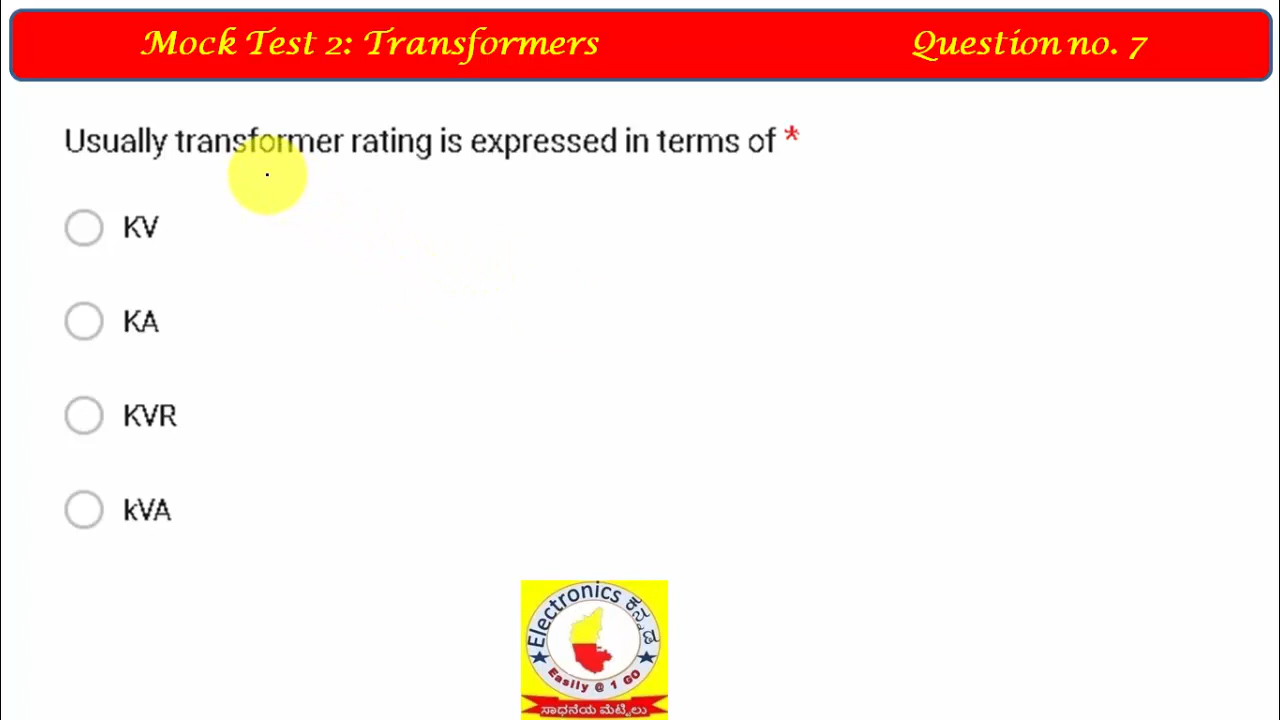 Mock Test 2: Transformers Question no. 7
Usually transformer rating is expressed in terms of *
KV
KA
KVR
kVA
Electronics ಕನ್ನಡ
Easily @ 1 GO
ಸಾಧನೆಯ ಮೆಟ್ಟಿಲು